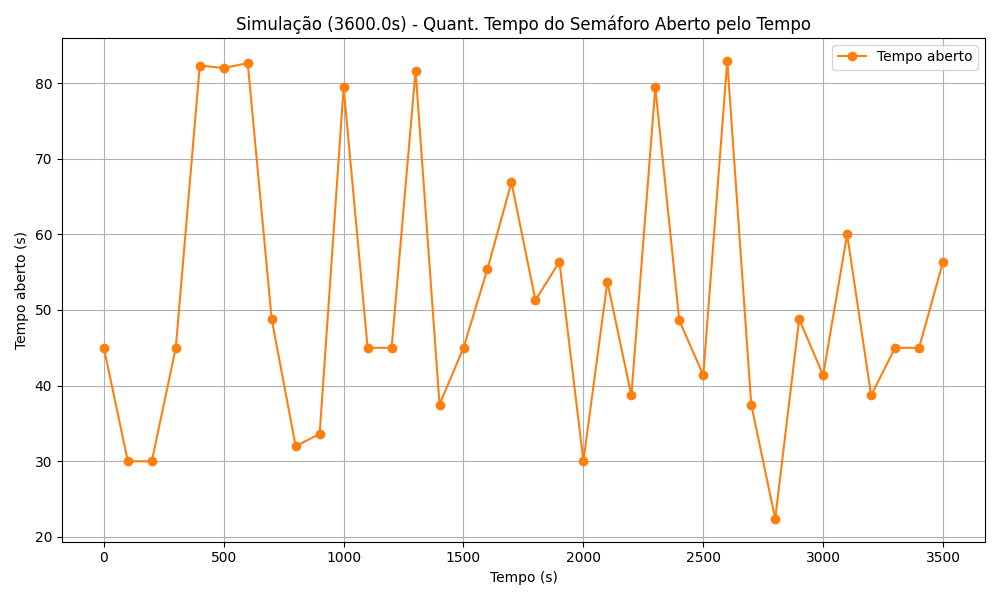 Simulação (3600.0s) - Quant. Tempo do Semáforo Aberto pelo Tempo
Tempo aberto
Tempo aberto (s)
80
70
60
50
40
30
20
0 500 1000 1500 2000 2500 3000 3500
Tempo (s)